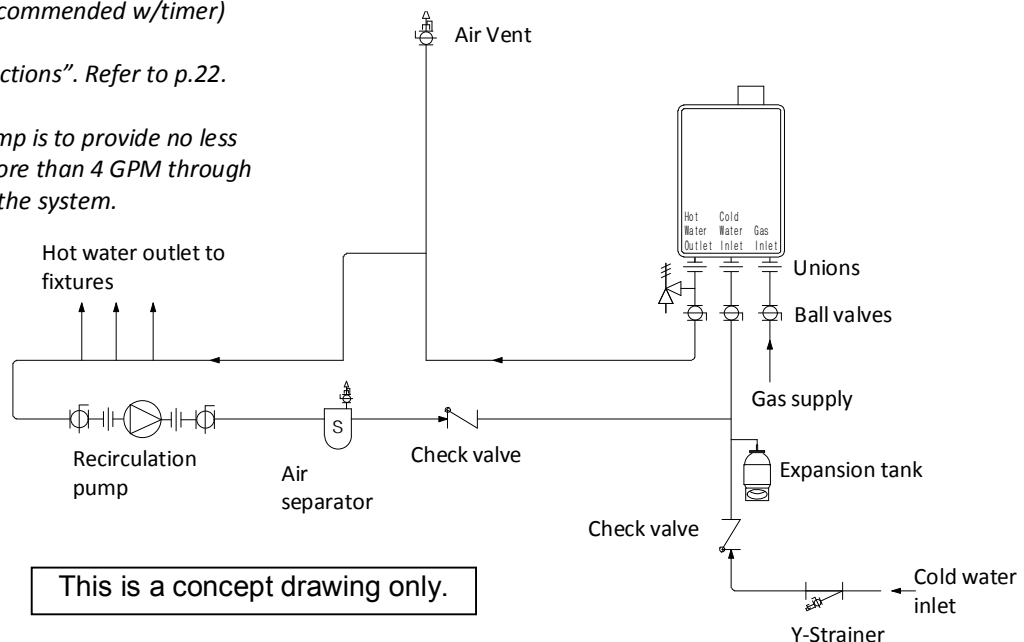 commended w/timer)
ctions”. Refer to p.22.
mp is to provide no less
ore than 4 GPM through
the system.
Air Vent
Hot water outlet to
fixtures
Hot Cold
Water Water Gas
Outlet Inlet Inlet
Unions
Ball valves
Gas supply
Recirculation
pump
S
Air
separator
Check valve
Expansion tank
Check valve
This is a concept drawing only.
Cold water
inlet
Y-Strainer